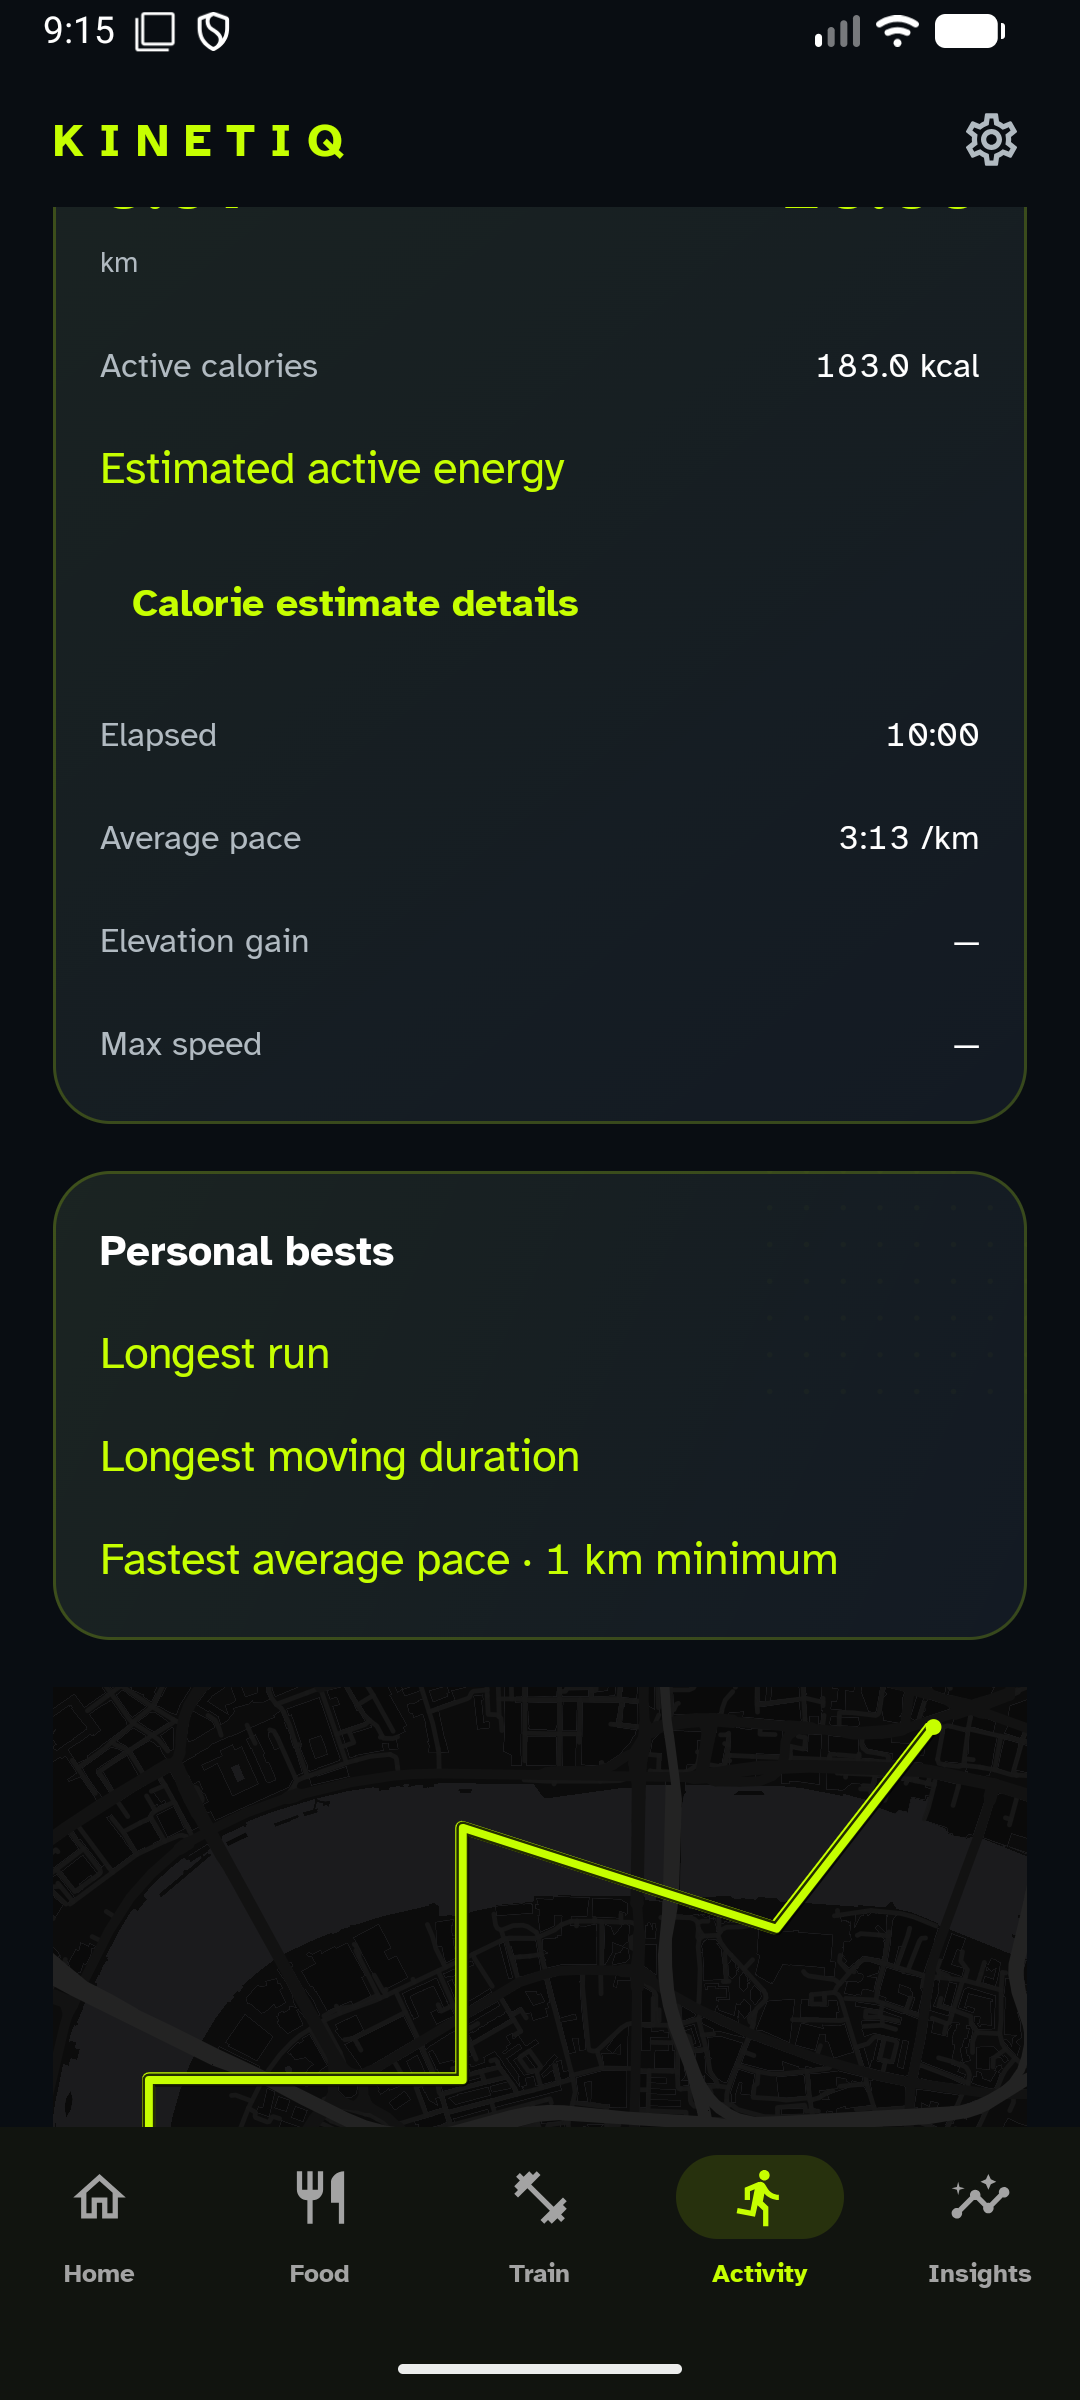 9:15
KINETIQ
km
Active calories 183.0 kcal
Estimated active energy
Calorie estimate details
Elapsed 10:00
Average pace 3:13 /km
Elevation gain —
Max speed —
Personal bests
Longest run
Longest moving duration
Fastest average pace · 1 km minimum
Home Food Train Activity Insights